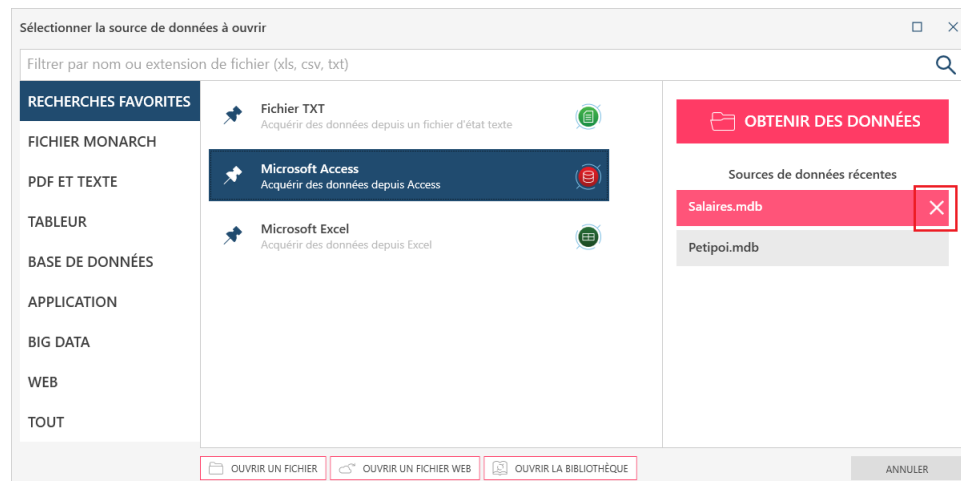 Sélectionner la source de données à ouvrir
Filtrer par nom ou extension de fichier (xls, csv, txt)
RECHERCHES FAVORITES
FICHIER MONARCH
PDF ET TEXTE
TABLEUR
BASE DE DONNÉES
APPLICATION
BIG DATA
WEB
TOUT
Fichier TXT
Acquérir des données depuis un fichier d'état texte
Microsoft Access
Acquérir des données depuis Access
Microsoft Excel
Acquérir des données depuis Excel
OBTENIR DES DONNÉES
Sources de données récentes
Salaires.mdb
Petipoi.mdb
OUVRIR UN FICHIER
OUVRIR UN FICHIER WEB
OUVRIR LA BIBLIOTHÈQUE
ANNULER